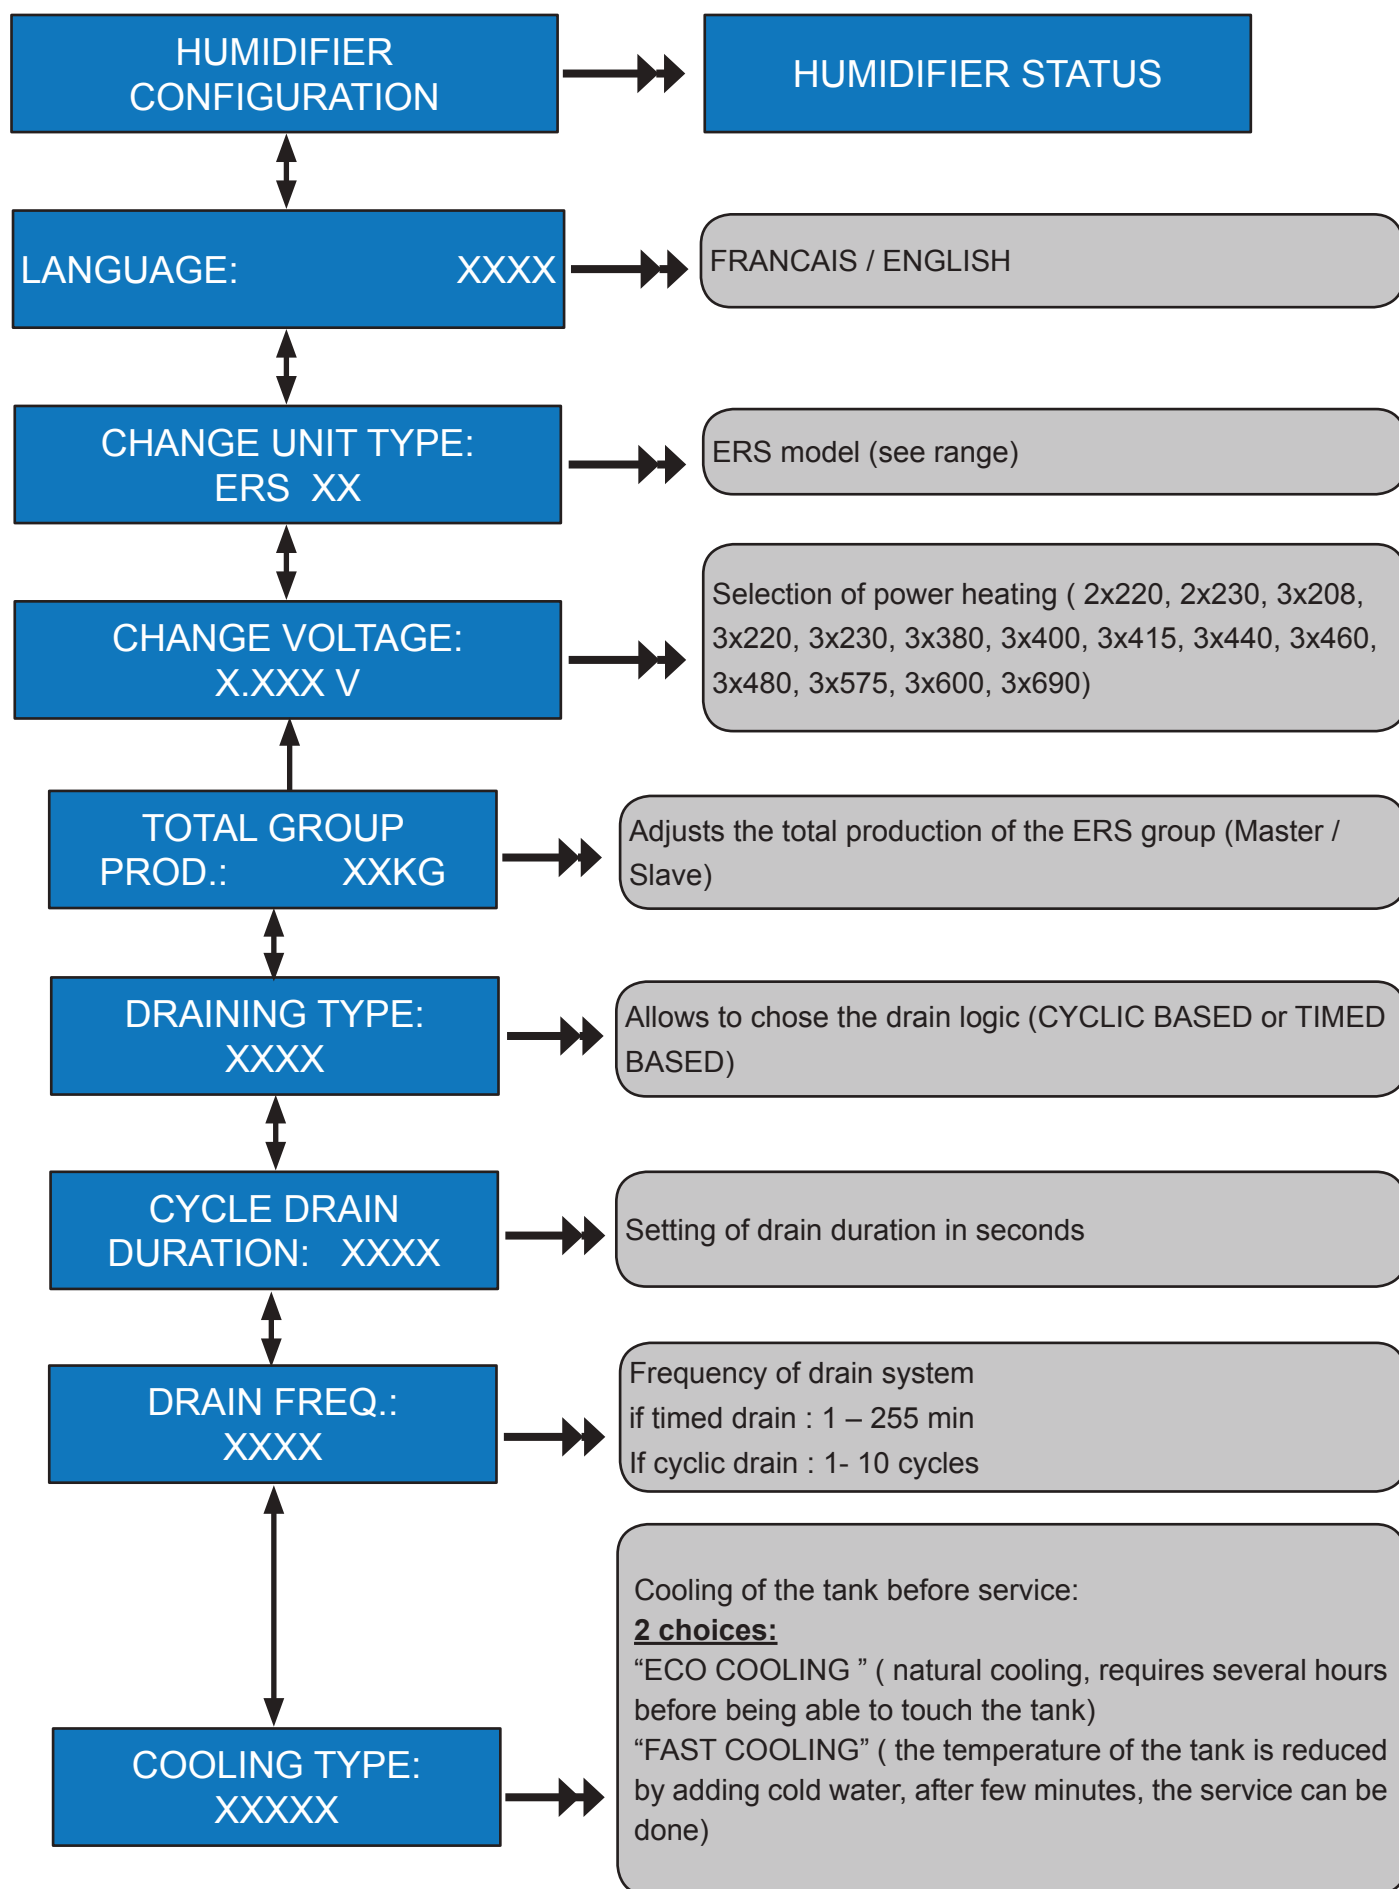 HUMIDIFIER
CONFIGURATION
HUMIDIFIER STATUS
LANGUAGE: XXXX
FRANCAIS / ENGLISH
CHANGE UNIT TYPE:
ERS XX
ERS model (see range)
CHANGE VOLTAGE:
X.XXX V
Selection of power heating ( 2x220, 2x230, 3x208,
3x220, 3x230, 3x380, 3x400, 3x415, 3x440, 3x460,
3x480, 3x575, 3x600, 3x690)
TOTAL GROUP
PROD.: XXKG
Adjusts the total production of the ERS group (Master /
Slave)
DRAINING TYPE:
XXXX
Allows to chose the drain logic (CYCLIC BASED or TIMED
BASED)
CYCLE DRAIN
DURATION: XXXX
Setting of drain duration in seconds
DRAIN FREQ.:
XXXX
Frequency of drain system
if timed drain : 1 – 255 min
If cyclic drain : 1- 10 cycles
COOLING TYPE:
XXXXX
Cooling of the tank before service:
2 choices:
“ECO COOLING ” ( natural cooling, requires several hours
before being able to touch the tank)
“FAST COOLING” ( the temperature of the tank is reduced
by adding cold water, after few minutes, the service can be
done)